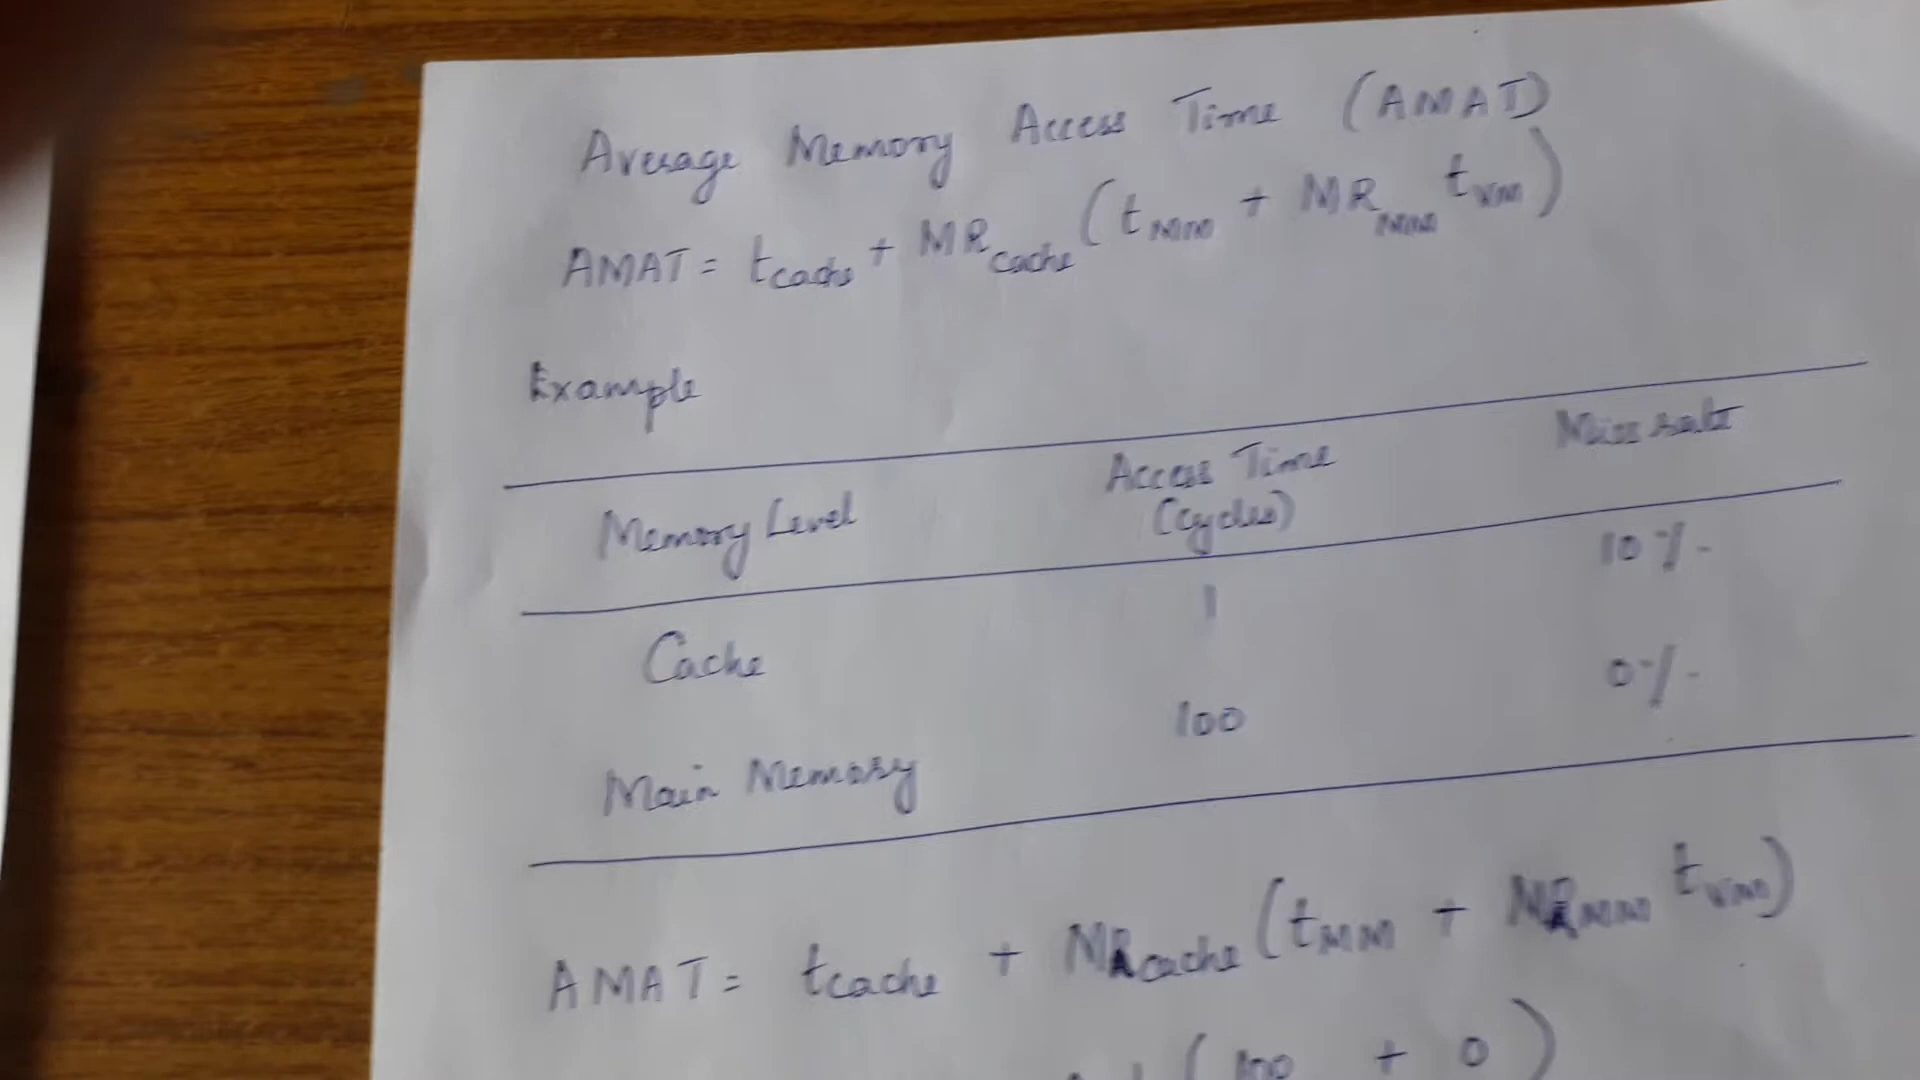 Average Memory Access Time (AMAT)
AMAT = tcache + MRcache (tMM + MRMM tVM)
Example
Memory Level Access Time (Cycles) Miss rate
Cache 1 10%
Main Memory 100 0%
AMAT = tcache + MRcache (tMM + MRMM tVM)
(100 + 0)